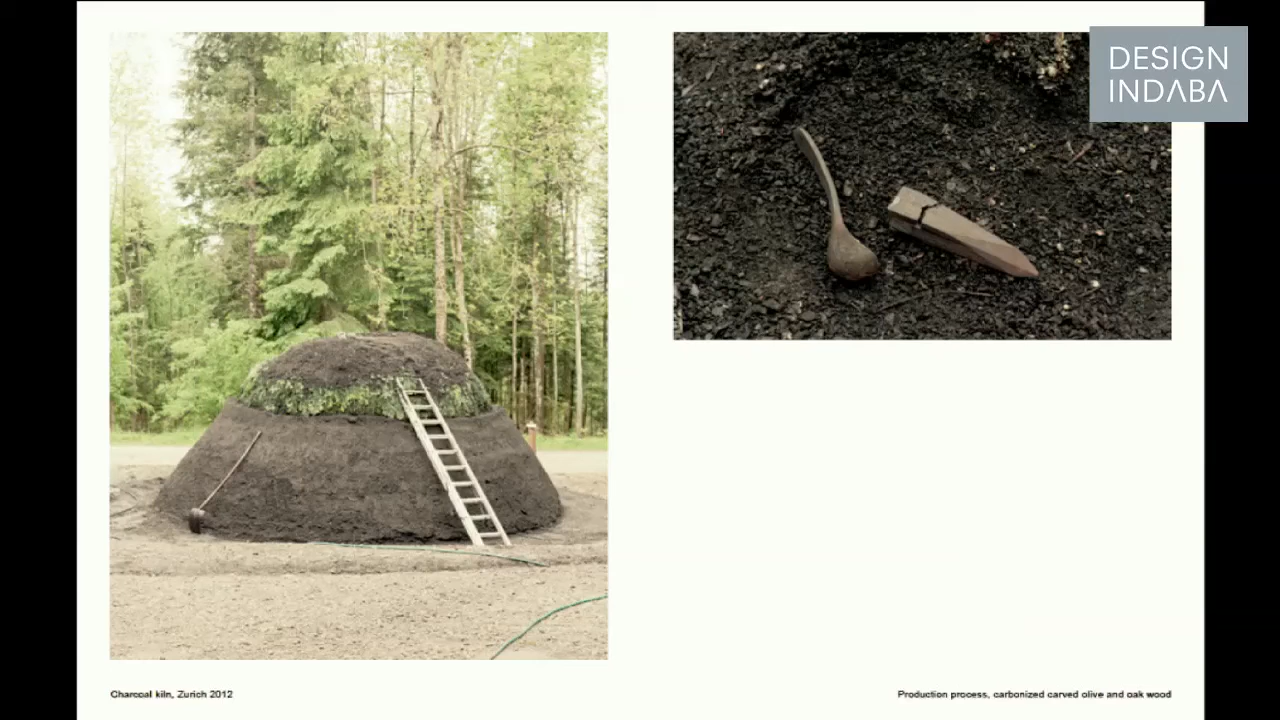 DESIGN
INDABA
Charcoal kiln, Zurich 2012
Production process, carbonized carved olive and oak wood